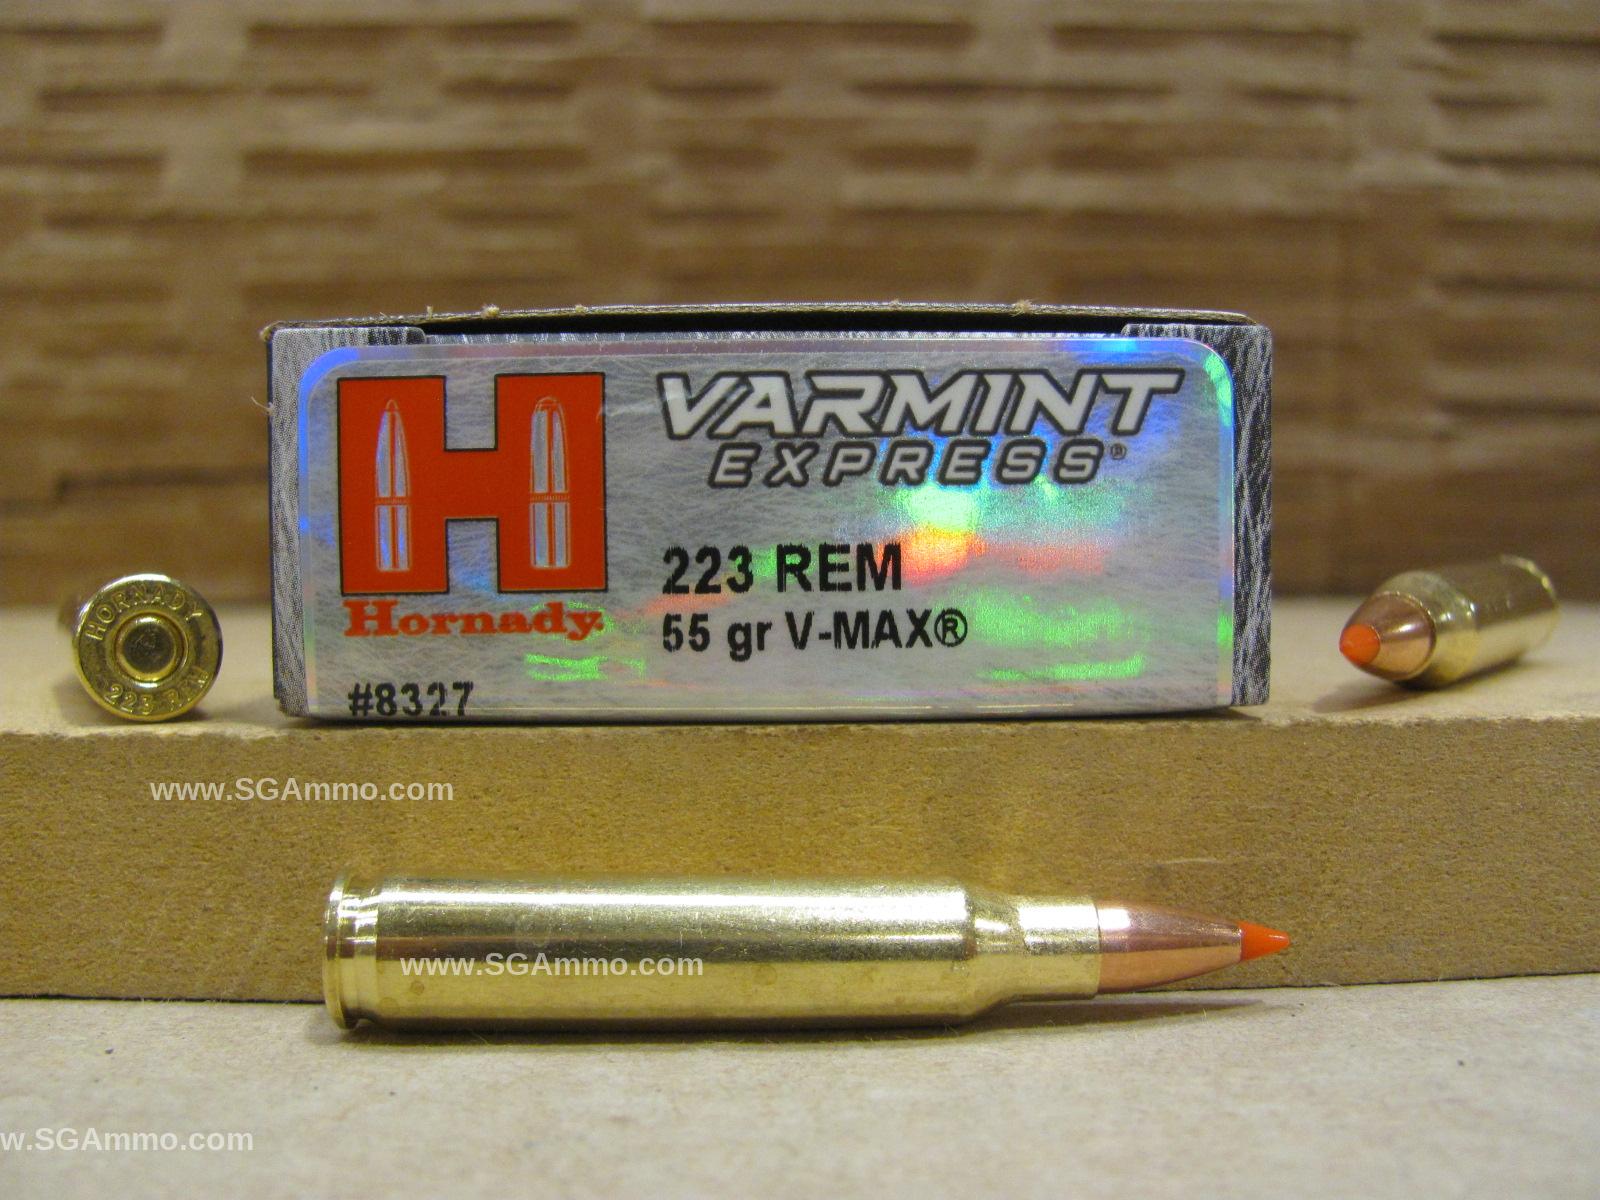 VARMINT
EXPRESS®
223 REM
55 gr V-MAX®
Hornady
#8327
HORNADY
223 REM
www.SGAmmo.com
www.SGAmmo.com
w.SGAmmo.com